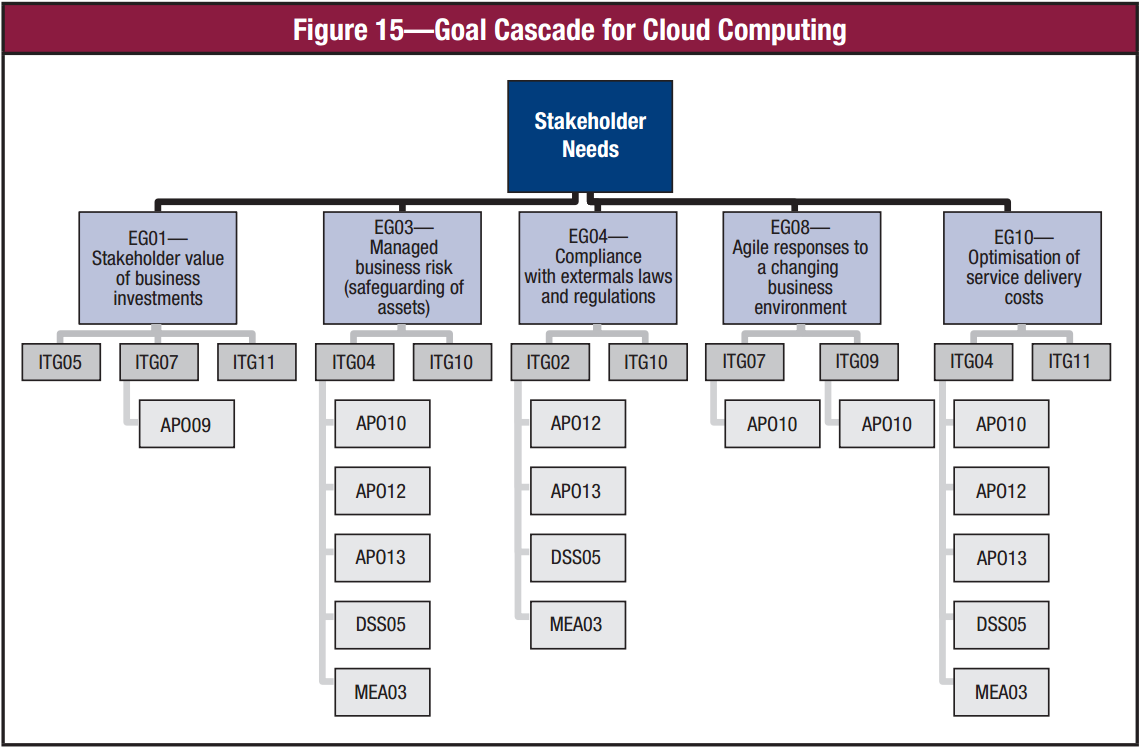 Figure 15—Goal Cascade for Cloud Computing
Stakeholder
Needs
EG01—
Stakeholder value
of business
investments
EG03—
Managed
business risk
(safeguarding of
assets)
EG04—
Compliance
with extermals laws
and regulations
EG08—
Agile responses to
a changing
business
environment
EG10—
Optimisation of
service delivery
costs
ITG05
ITG07
ITG11
ITG04
ITG10
ITG02
ITG10
ITG07
ITG09
ITG04
ITG11
APO09
APO10
APO12
APO10
APO10
APO10
APO12
APO13
APO12
APO13
DSS05
APO13
DSS05
MEA03
DSS05
MEA03
MEA03